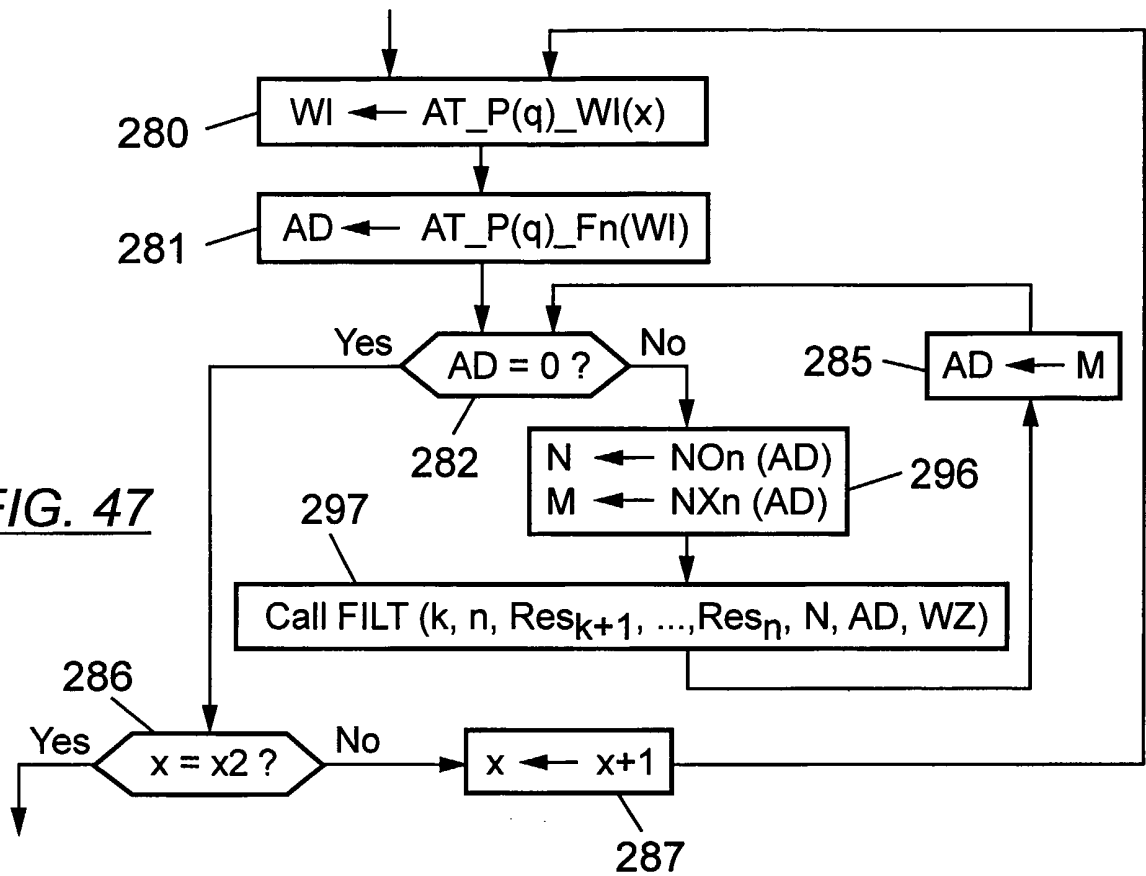 WI ← AT_P(q)_WI(x)
280
AD ← AT_P(q)_Fn(WI)
281
Yes
AD = 0 ?
No
285
AD ← M
282
N ← NOn (AD)
M ← NXn (AD)
296
FIG. 47
297
Call FILT (k, n, Resk+1, ...,Resn, N, AD, WZ)
286
Yes
x = x2 ?
No
x ← x+1
287